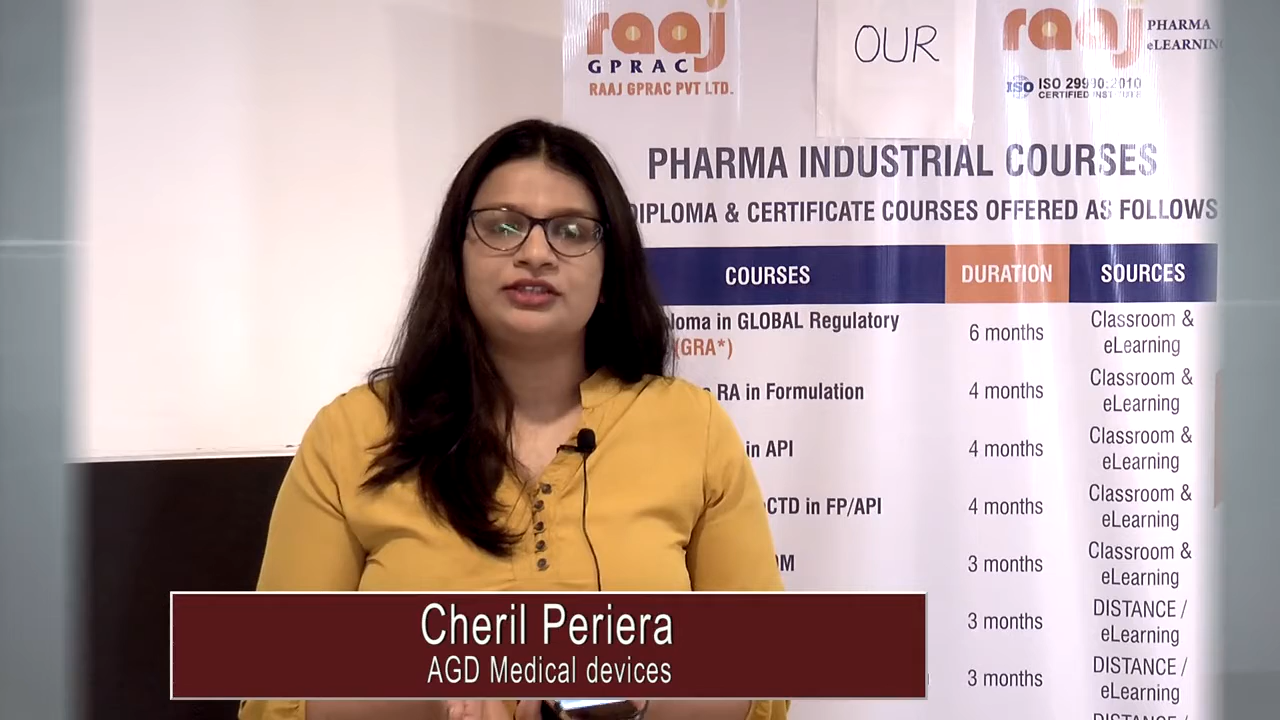 raaj
GPRAC
RAAJ GPRAC PVT LTD.
OUR
raaj PHARMA
eLEARNING
ISO ISO 29990:2010
CERTIFIED INSTITUTE
PHARMA INDUSTRIAL COURSES
DIPLOMA & CERTIFICATE COURSES OFFERED AS FOLLOWS
COURSES DURATION SOURCES
loma in GLOBAL Regulatory
(GRA*)
6 months
Classroom &
eLearning
RA in Formulation
4 months
Classroom &
eLearning
in API
4 months
Classroom &
eLearning
CTD in FP/API
4 months
Classroom &
eLearning
3 months
Classroom &
eLearning
3 months
DISTANCE /
eLearning
3 months
DISTANCE /
eLearning
Cheril Periera
AGD Medical devices